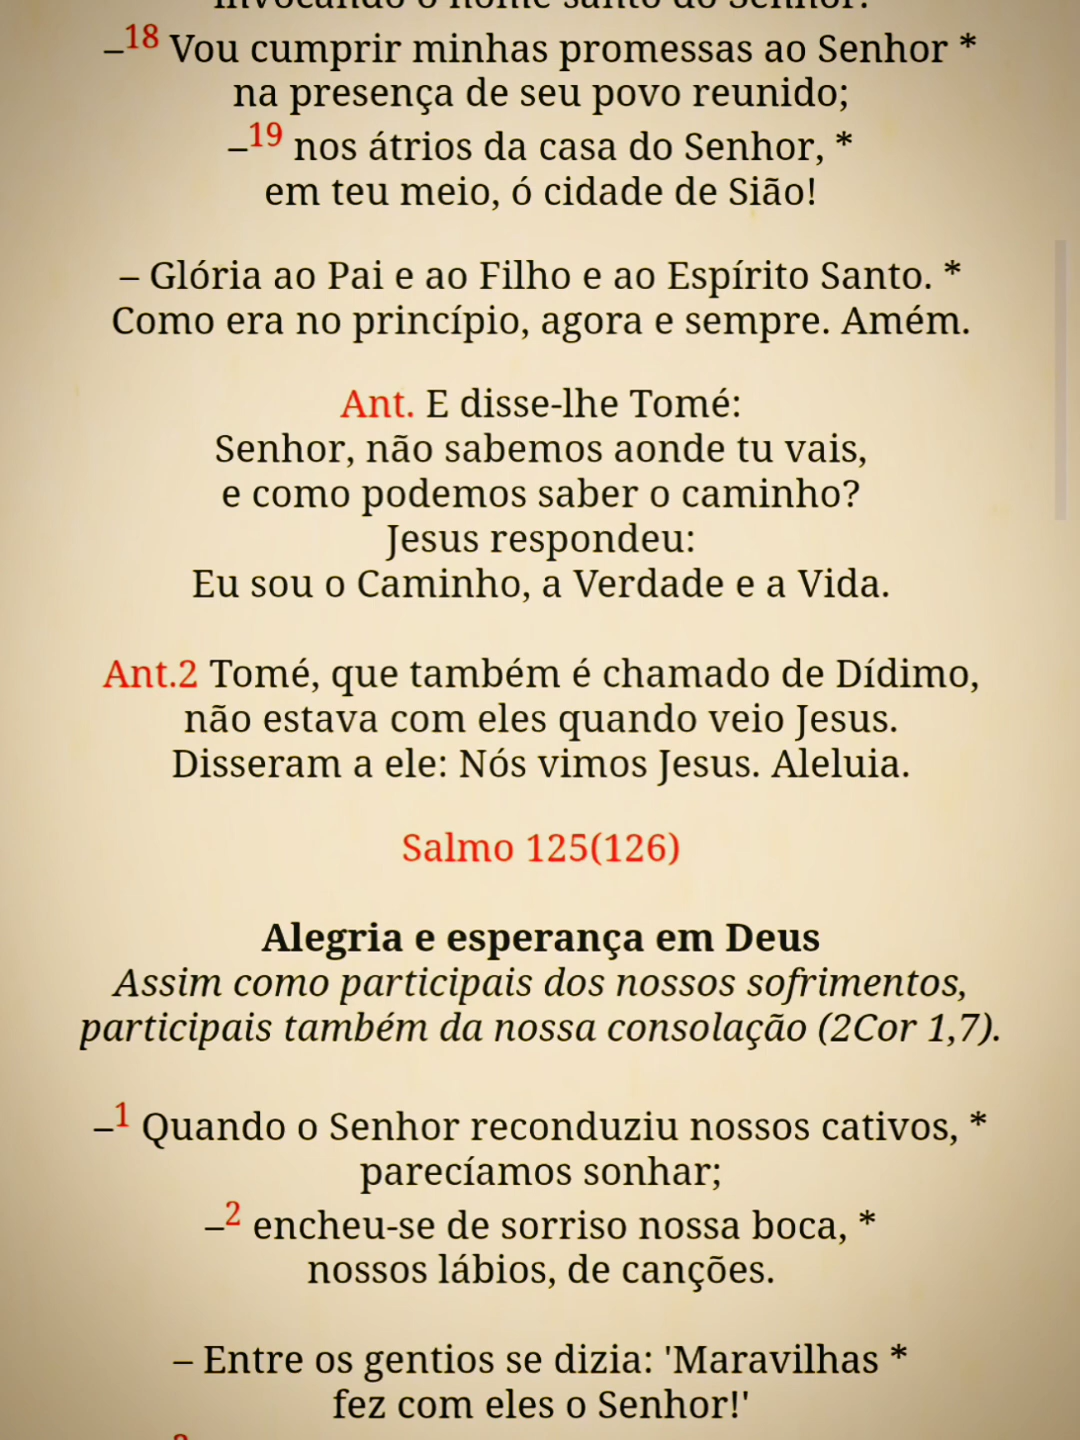 invocando o nome santo do Senhor.
–18 Vou cumprir minhas promessas ao Senhor *
na presença de seu povo reunido;
–19 nos átrios da casa do Senhor, *
em teu meio, ó cidade de Sião!
– Glória ao Pai e ao Filho e ao Espírito Santo. *
Como era no princípio, agora e sempre. Amém.
Ant. E disse-lhe Tomé:
Senhor, não sabemos aonde tu vais,
e como podemos saber o caminho?
Jesus respondeu:
Eu sou o Caminho, a Verdade e a Vida.
Ant.2 Tomé, que também é chamado de Dídimo,
não estava com eles quando veio Jesus.
Disseram a ele: Nós vimos Jesus. Aleluia.
Salmo 125(126)
Alegria e esperança em Deus
Assim como participais dos nossos sofrimentos,
participais também da nossa consolação (2Cor 1,7).
–1 Quando o Senhor reconduziu nossos cativos, *
parecíamos sonhar;
–2 encheu-se de sorriso nossa boca, *
nossos lábios, de canções.
– Entre os gentios se dizia: 'Maravilhas *
fez com eles o Senhor!'